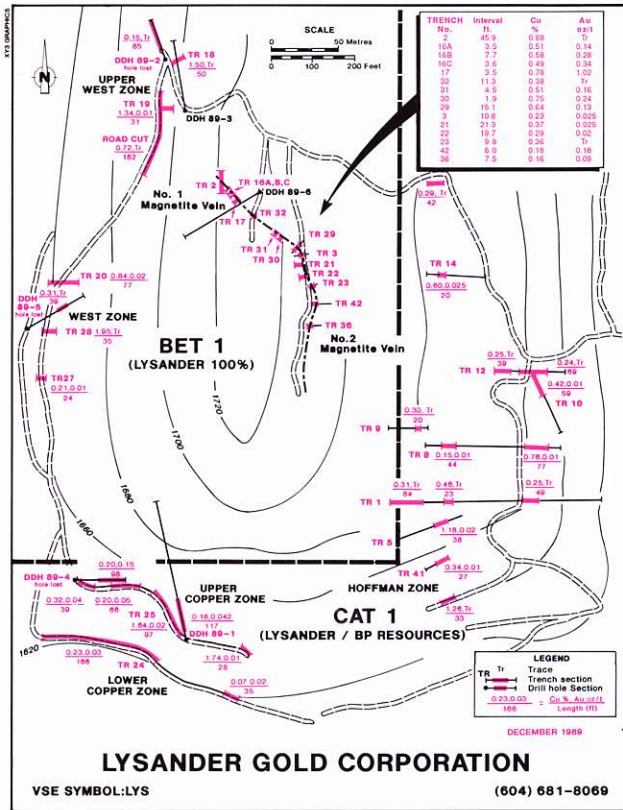 XYZ GRAPHICS
SCALE
0 50 Metres
0 100 200 Feet
N
TRENCH Interval Cu Au
No. ft. % oz/t
2 45.9 0.68 Tr
16A 3.5 0.51 0.14
16B 7.7 0.58 0.28
16C 3.6 0.49 0.34
17 3.5 0.78 1.02
32 11.3 0.38 Tr
31 4.5 0.51 0.16
30 1.9 0.75 0.24
29 15.1 0.64 0.13
3 10.8 0.23 0.025
21 21.3 0.37 0.025
22 19.7 0.29 0.02
23 9.9 0.36 Tr
42 6.0 0.18 0.18
36 7.5 0.16 0.09
0.15,Tr
85
DDH 89-2
hole lost
TR 18
1.50,Tr
50
UPPER
WEST ZONE
DDH 89-3
TR 19
1.34,0.01
31
ROAD CUT
0.72,Tr
182
No. 1
Magnetite Vein
TR 2
TR 16A,B,C
DDH 89-6
TR 17
TR 32
TR 31
TR 30
TR 29
TR 3
TR 21
TR 22
TR 23
TR 42
TR 36
No.2
Magnetite Vein
0.29, Tr
42
TR 14
0.60,0.025
20
TR 20
0.84,0.02
77
0.31,Tr
39
DDH
89-5
hole lost
WEST ZONE
TR 28
1.95,Tr
35
TR27
0.21,0.01
24
BET 1
(LYSANDER 100%)
0.25,Tr
39
TR 12
0.24,Tr
89
0.42,0.01
59
TR 10
0.30, Tr
20
TR 9
TR 8
0.15,0.01
44
0.76,0.01
77
TR 1
0.31,Tr
84
0.46,Tr
23
0.25,Tr
49
TR 5
1.18,0.02
38
TR 41
0.34,0.01
27
HOFFMAN ZONE
1.26,Tr
33
1720
1700
1680
1660
1620
DDH 89-4
hole lost
0.20,0.15
98
0.32,0.04
39
0.20,0.05
66
TR 25
1.64,0.02
97
UPPER
COPPER ZONE
0.18,0.042
117
DDH 89-1
1.74,0.01
28
CAT 1
(LYSANDER / BP RESOURCES)
0.23,0.03
166
TR 24
LOWER
COPPER ZONE
0.07,0.02
35
LEGEND
Tr Trace
TR Trench section
Drill hole Section
0.23,0.03 = Cu %, Au oz/t
166 Length (ft)
DECEMBER 1989
LYSANDER GOLD CORPORATION
VSE SYMBOL:LYS
(604) 681-8069